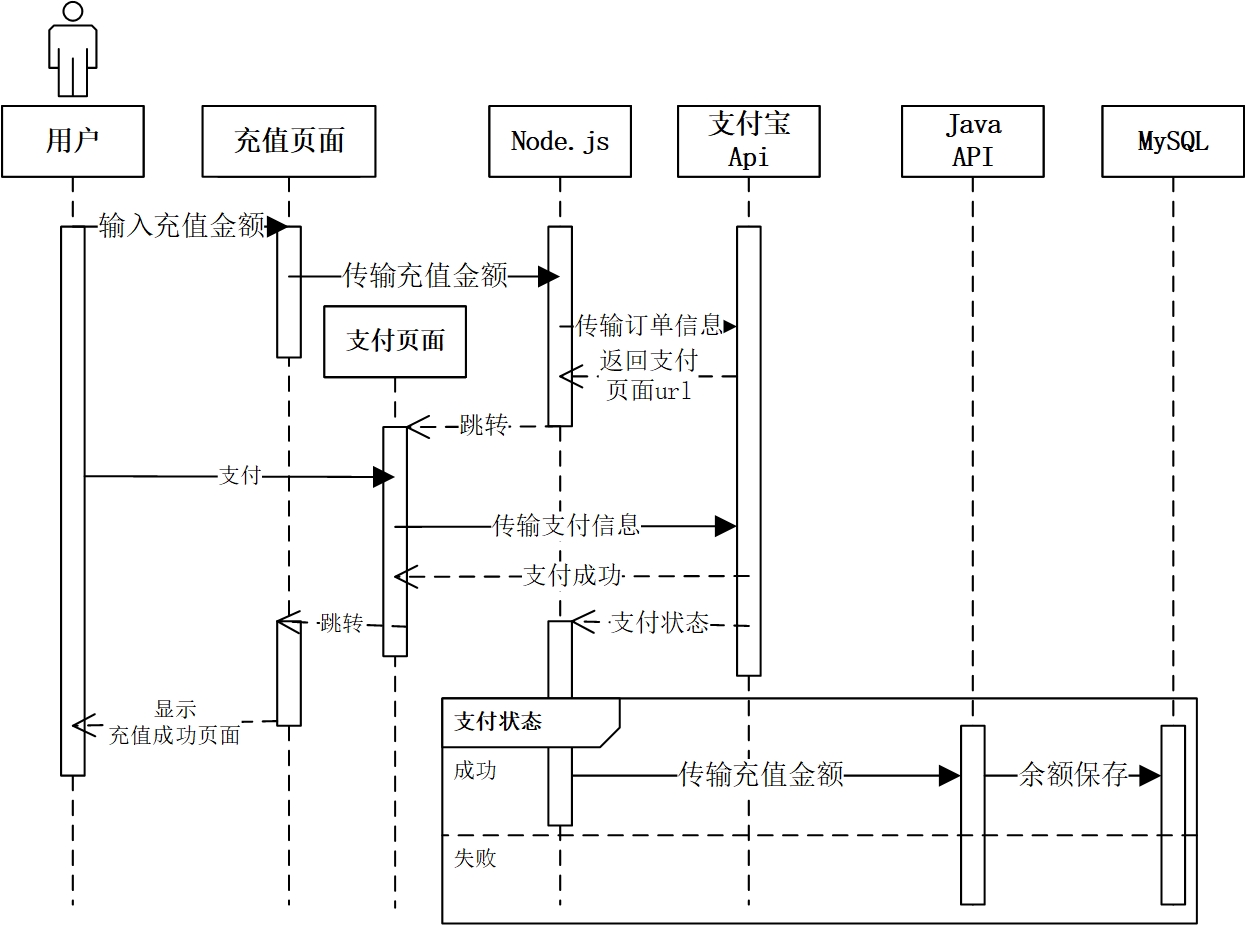 用户
充值页面
Node.js
支付宝
Api
Java
API
MySQL
输入充值金额
传输充值金额
支付页面
传输订单信息
返回支付
页面url
跳转
支付
传输支付信息
支付成功
跳转
支付状态
显示
充值成功页面
支付状态
成功
传输充值金额
余额保存
失败